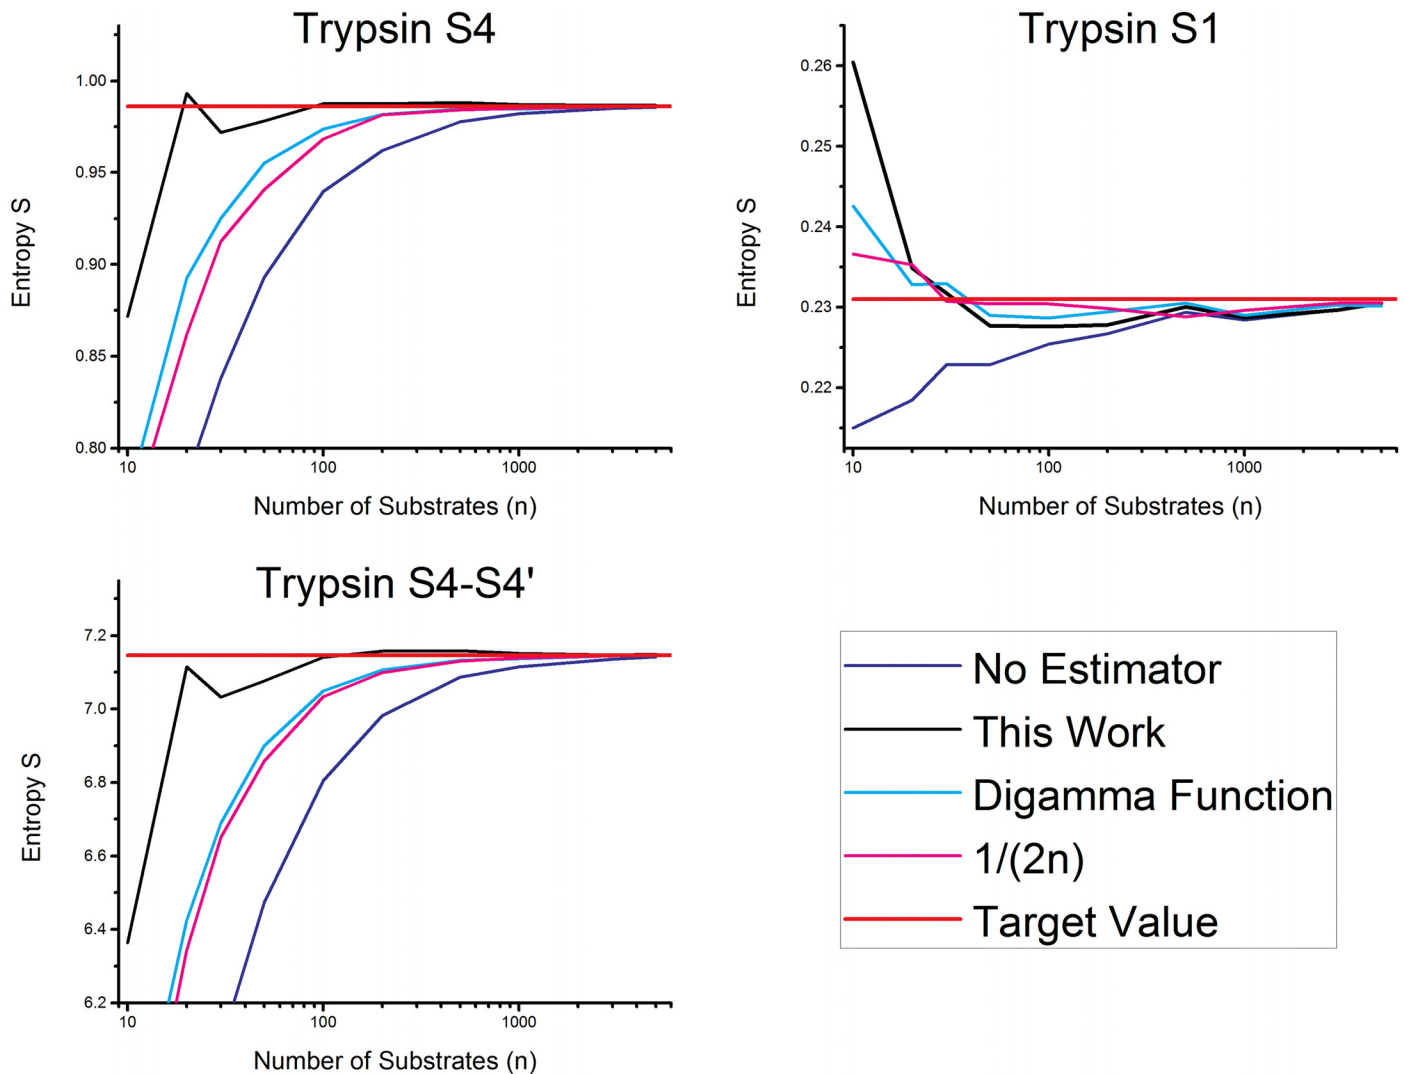 Trypsin S4
1.00
0.95
0.90
0.85
0.80
Entropy S
10
100
1000
Number of Substrates (n)
Trypsin S1
0.26
0.25
0.24
0.23
0.22
Entropy S
10
100
1000
Number of Substrates (n)
Trypsin S4-S4'
7.2
7.0
6.8
6.6
6.4
6.2
Entropy S
10
100
1000
Number of Substrates (n)
No Estimator
This Work
Digamma Function
1/(2n)
Target Value